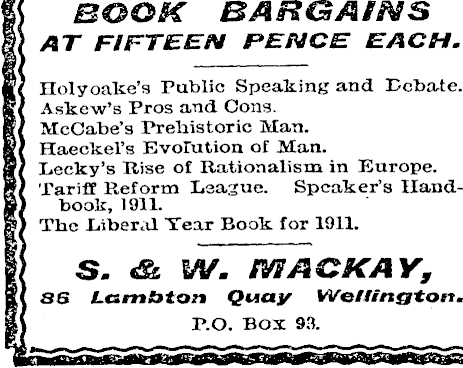 BOOK BARGAINS
AT FIFTEEN PENCE EACH.
Holyoake's Public Speaking and Debate.
Askew's Pros and Cons.
McCabe's Prehistoric Man.
Haeckel's Evolution of Man.
Lecky's Rise of Rationalism in Europe.
Tariff Reform League. Speaker's Hand-
book, 1911.
The Liberal Year Book for 1911.
S. & W. MACKAY,
86 Lambton Quay Wellington.
P.O. Box 93.